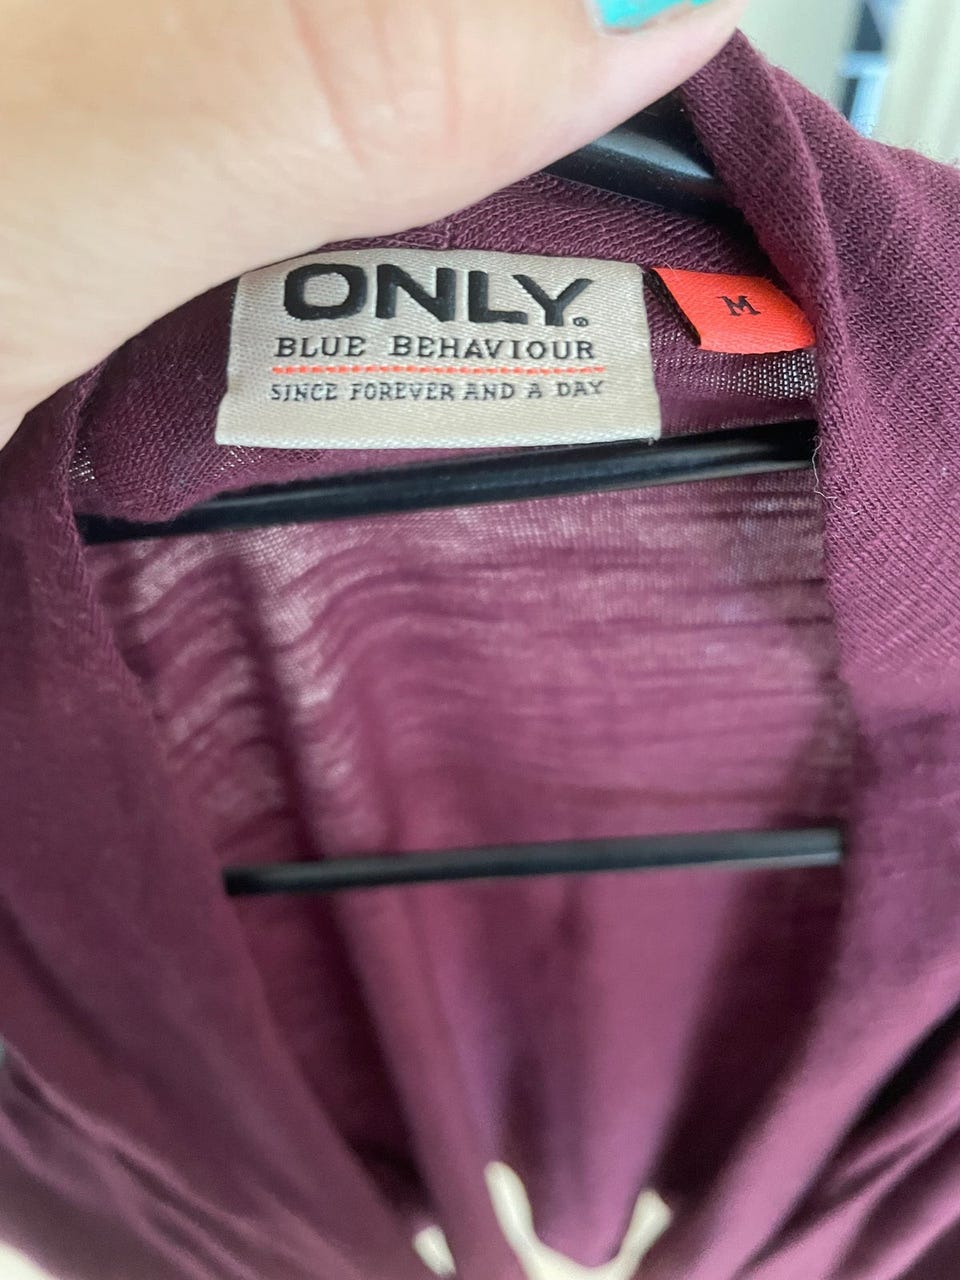 ONLY®
BLUE BEHAVIOUR
SINCE FOREVER AND A DAY
M